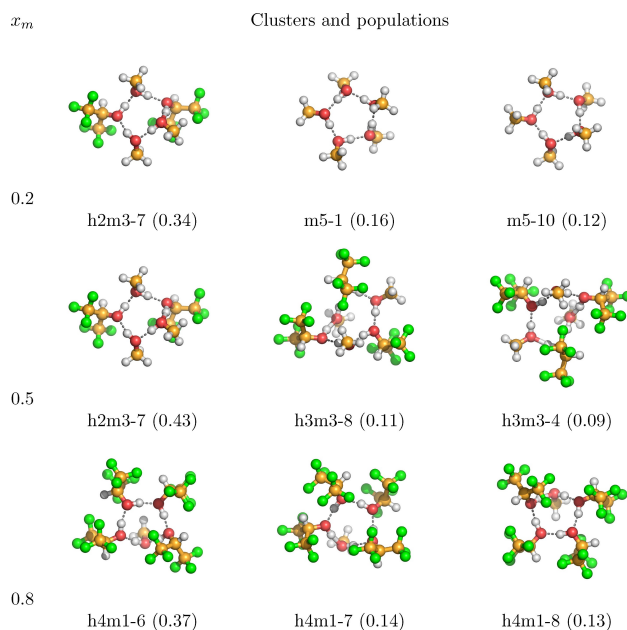 x_m Clusters and populations
0.2
h2m3-7 (0.34) m5-1 (0.16) m5-10 (0.12)
0.5
h2m3-7 (0.43) h3m3-8 (0.11) h3m3-4 (0.09)
0.8
h4m1-6 (0.37) h4m1-7 (0.14) h4m1-8 (0.13)